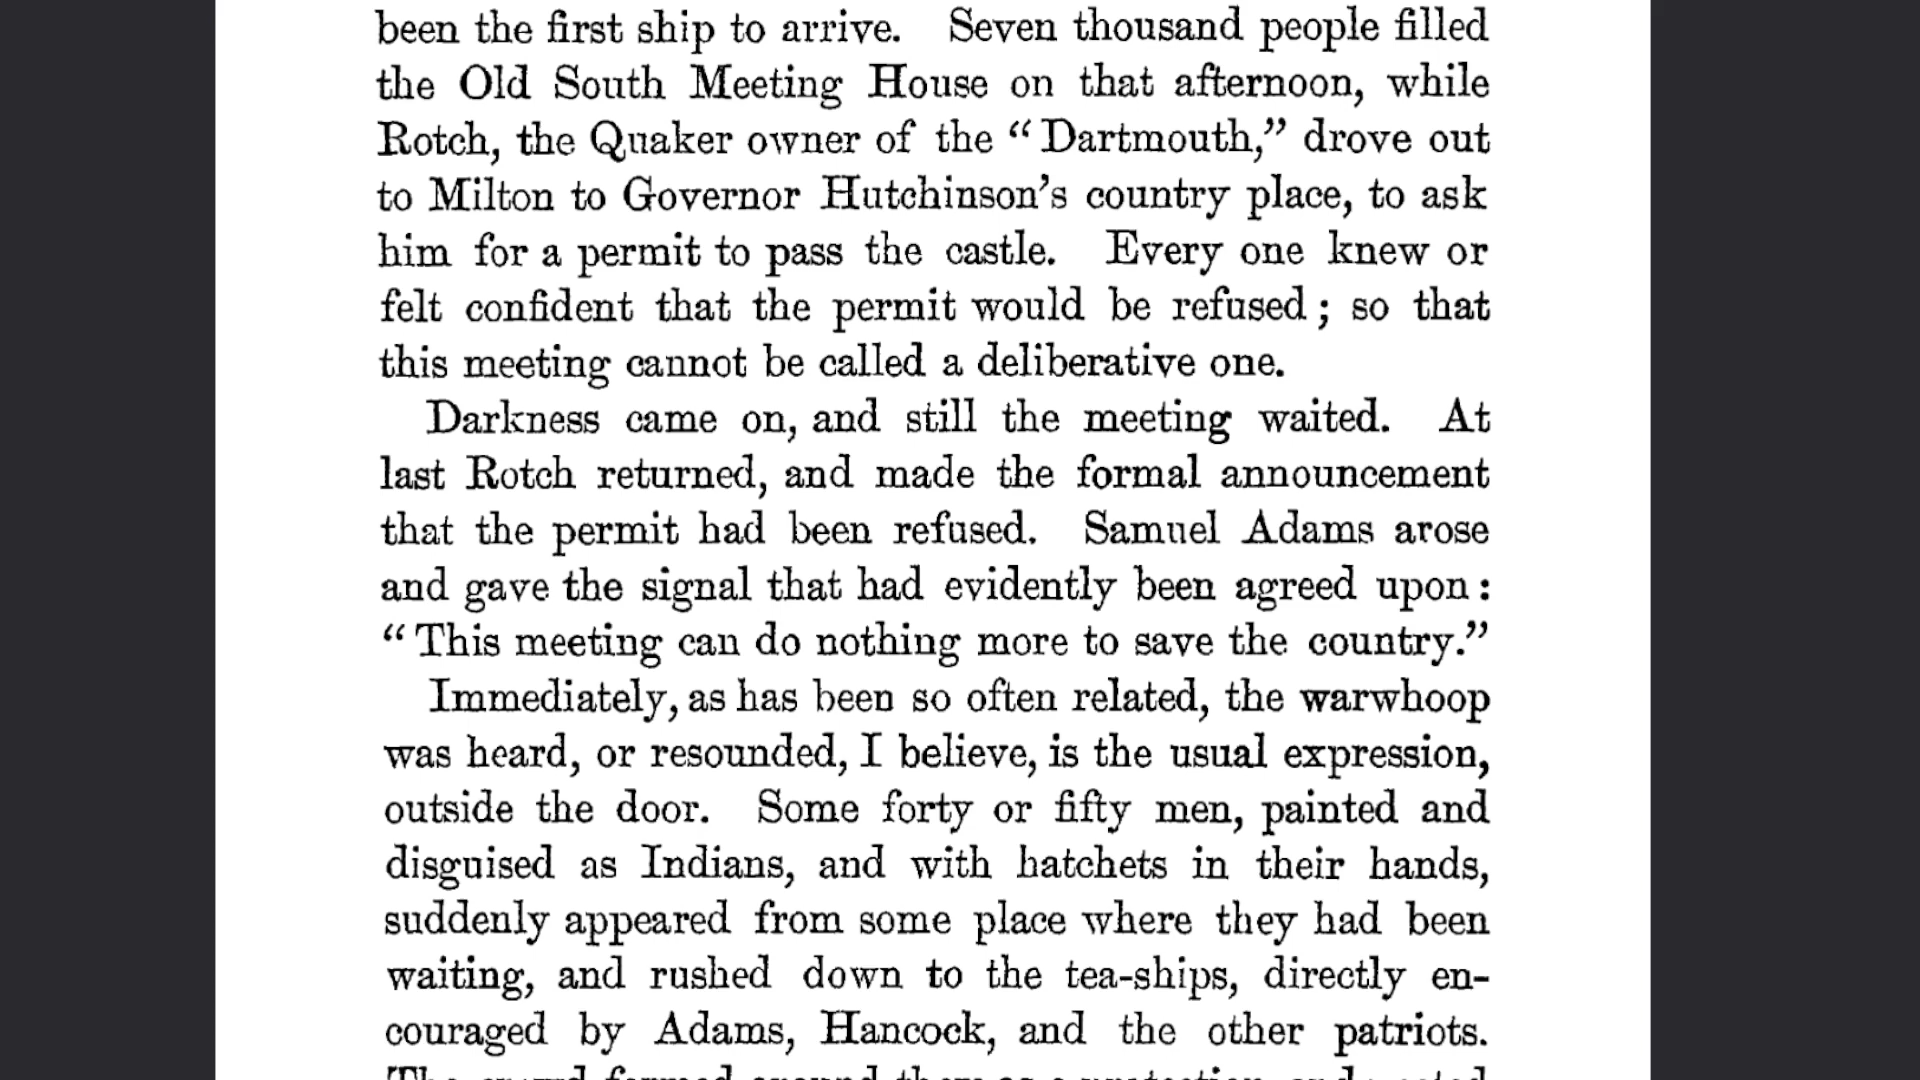 been the first ship to arrive. Seven thousand people filled
the Old South Meeting House on that afternoon, while
Rotch, the Quaker owner of the “Dartmouth,” drove out
to Milton to Governor Hutchinson’s country place, to ask
him for a permit to pass the castle. Every one knew or
felt confident that the permit would be refused; so that
this meeting cannot be called a deliberative one.
Darkness came on, and still the meeting waited. At
last Rotch returned, and made the formal announcement
that the permit had been refused. Samuel Adams arose
and gave the signal that had evidently been agreed upon:
“This meeting can do nothing more to save the country.”
Immediately, as has been so often related, the warwhoop
was heard, or resounded, I believe, is the usual expression,
outside the door. Some forty or fifty men, painted and
disguised as Indians, and with hatchets in their hands,
suddenly appeared from some place where they had been
waiting, and rushed down to the tea-ships, directly en-
couraged by Adams, Hancock, and the other patriots.